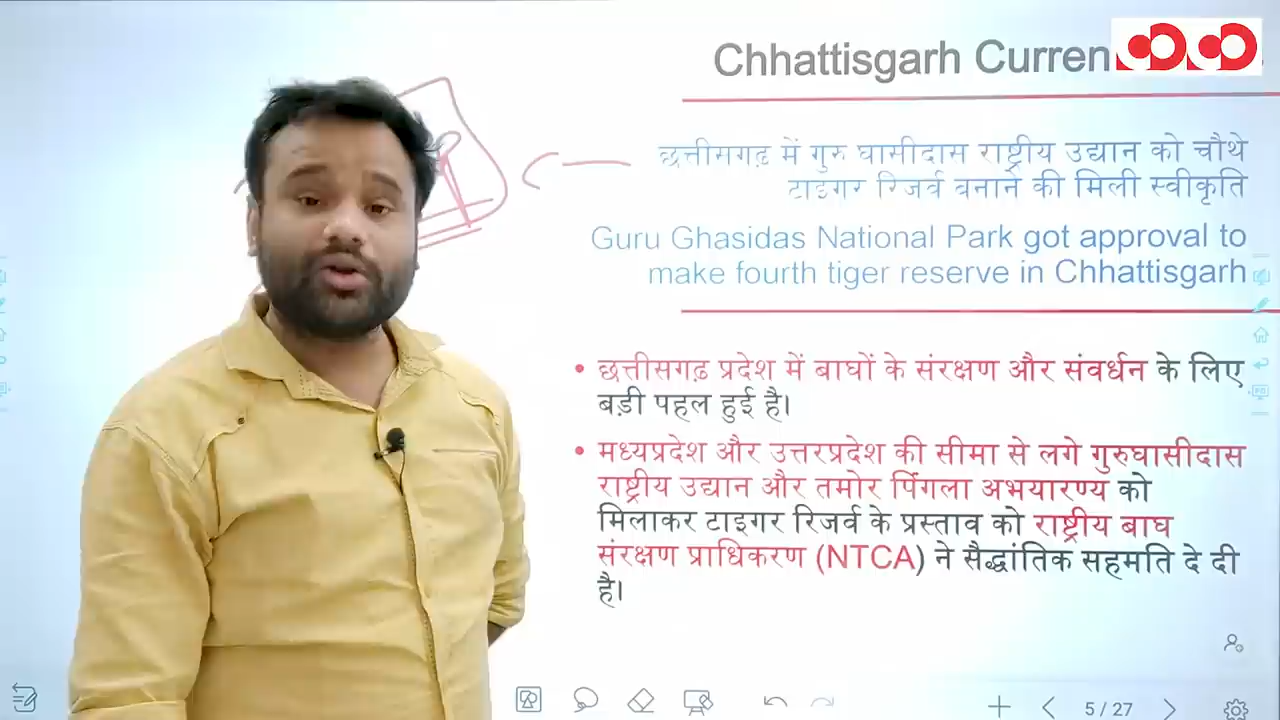 Chhattisgarh Curren
छत्तीसगढ़ में गुरु घासीदास राष्ट्रीय उद्यान को चौथे
टाइगर रिजर्व बनाने की मिली स्वीकृति
Guru Ghasidas National Park got approval to
make fourth tiger reserve in Chhattisgarh
• छत्तीसगढ़ प्रदेश में बाघों के संरक्षण और संवर्धन के लिए
बड़ी पहल हुई है।
• मध्यप्रदेश और उत्तरप्रदेश की सीमा से लगे गुरुघासीदास
राष्ट्रीय उद्यान और तमोर पिंगला अभयारण्य को
मिलाकर टाइगर रिजर्व के प्रस्ताव को राष्ट्रीय बाघ
संरक्षण प्राधिकरण (NTCA) ने सैद्धांतिक सहमति दे दी
है।
5 / 27